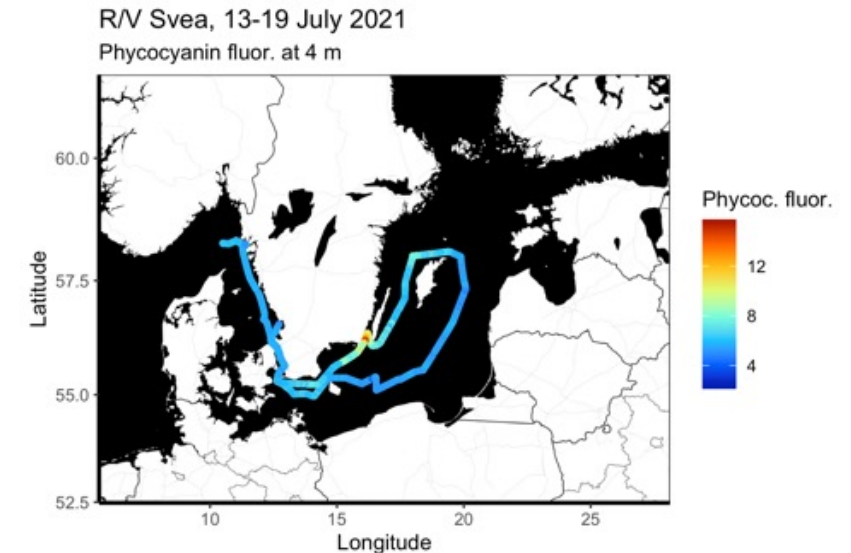 R/V Svea, 13-19 July 2021
Phycocyanin fluor. at 4 m
60.0
57.5
55.0
52.5
Latitude
10
15
20
25
Longitude
Phycoc. fluor.
12
8
4